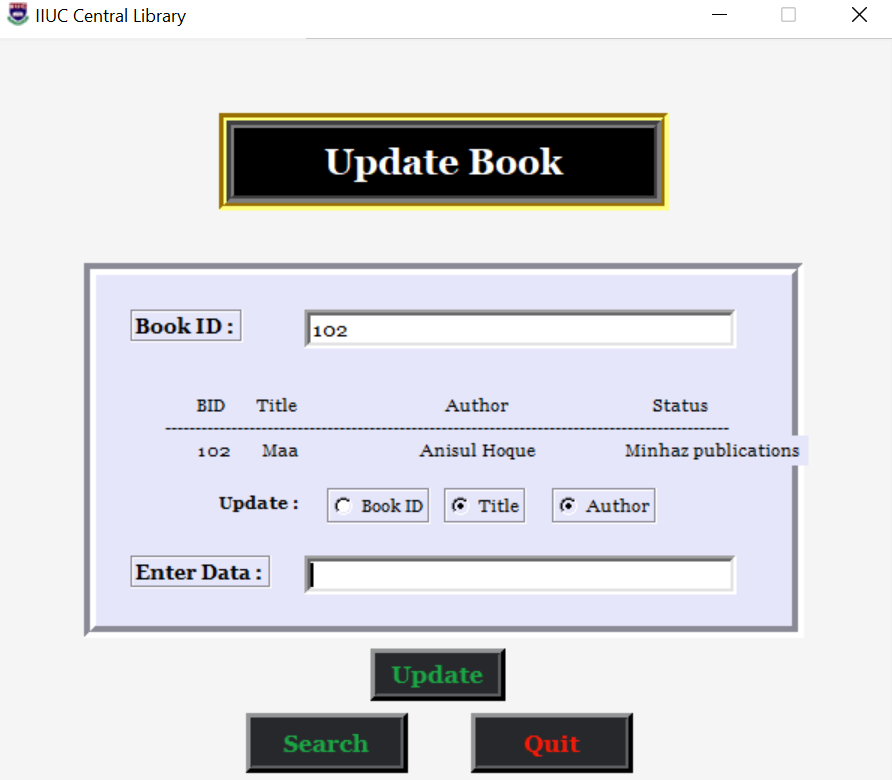 IIUC Central Library
Update Book
Book ID : 102
BID Title Author Status
--------------------------------------------------------------------------------------------
102 Maa Anisul Hoque Minhaz publications
Update : Book ID Title Author
Enter Data :
Update
Search Quit